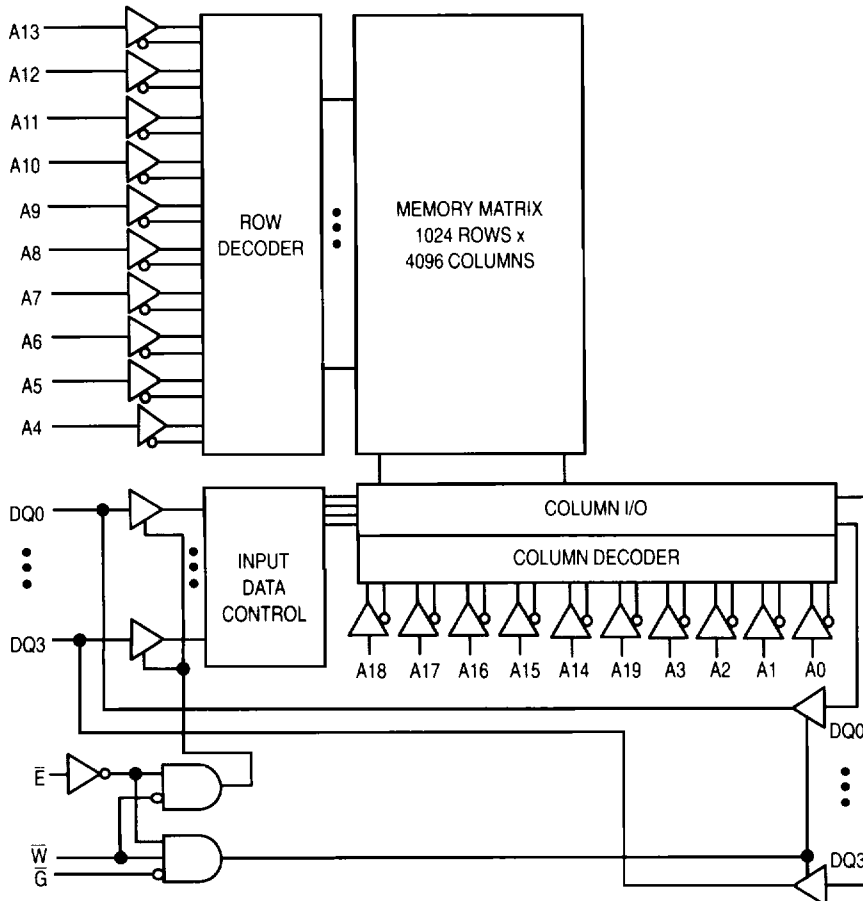 A13
A12
A11
A10
A9
A8
A7
A6
A5
A4
ROW
DECODER
MEMORY MATRIX
1024 ROWS x
4096 COLUMNS
DQ0
DQ3
INPUT
DATA
CONTROL
COLUMN I/O
COLUMN DECODER
A18 A17 A16 A15 A14 A19 A3 A2 A1 A0
DQ0
DQ3
E̅
W̅
G̅